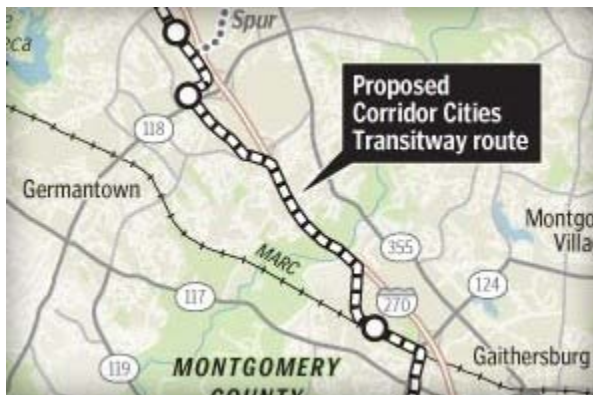 Spur
eca
Proposed
Corridor Cities
Transitway route
118
Germantown
Montgo
Villa
355
MARC
124
117
270
Gaithersburg
119
MONTGOMERY
COUNTY